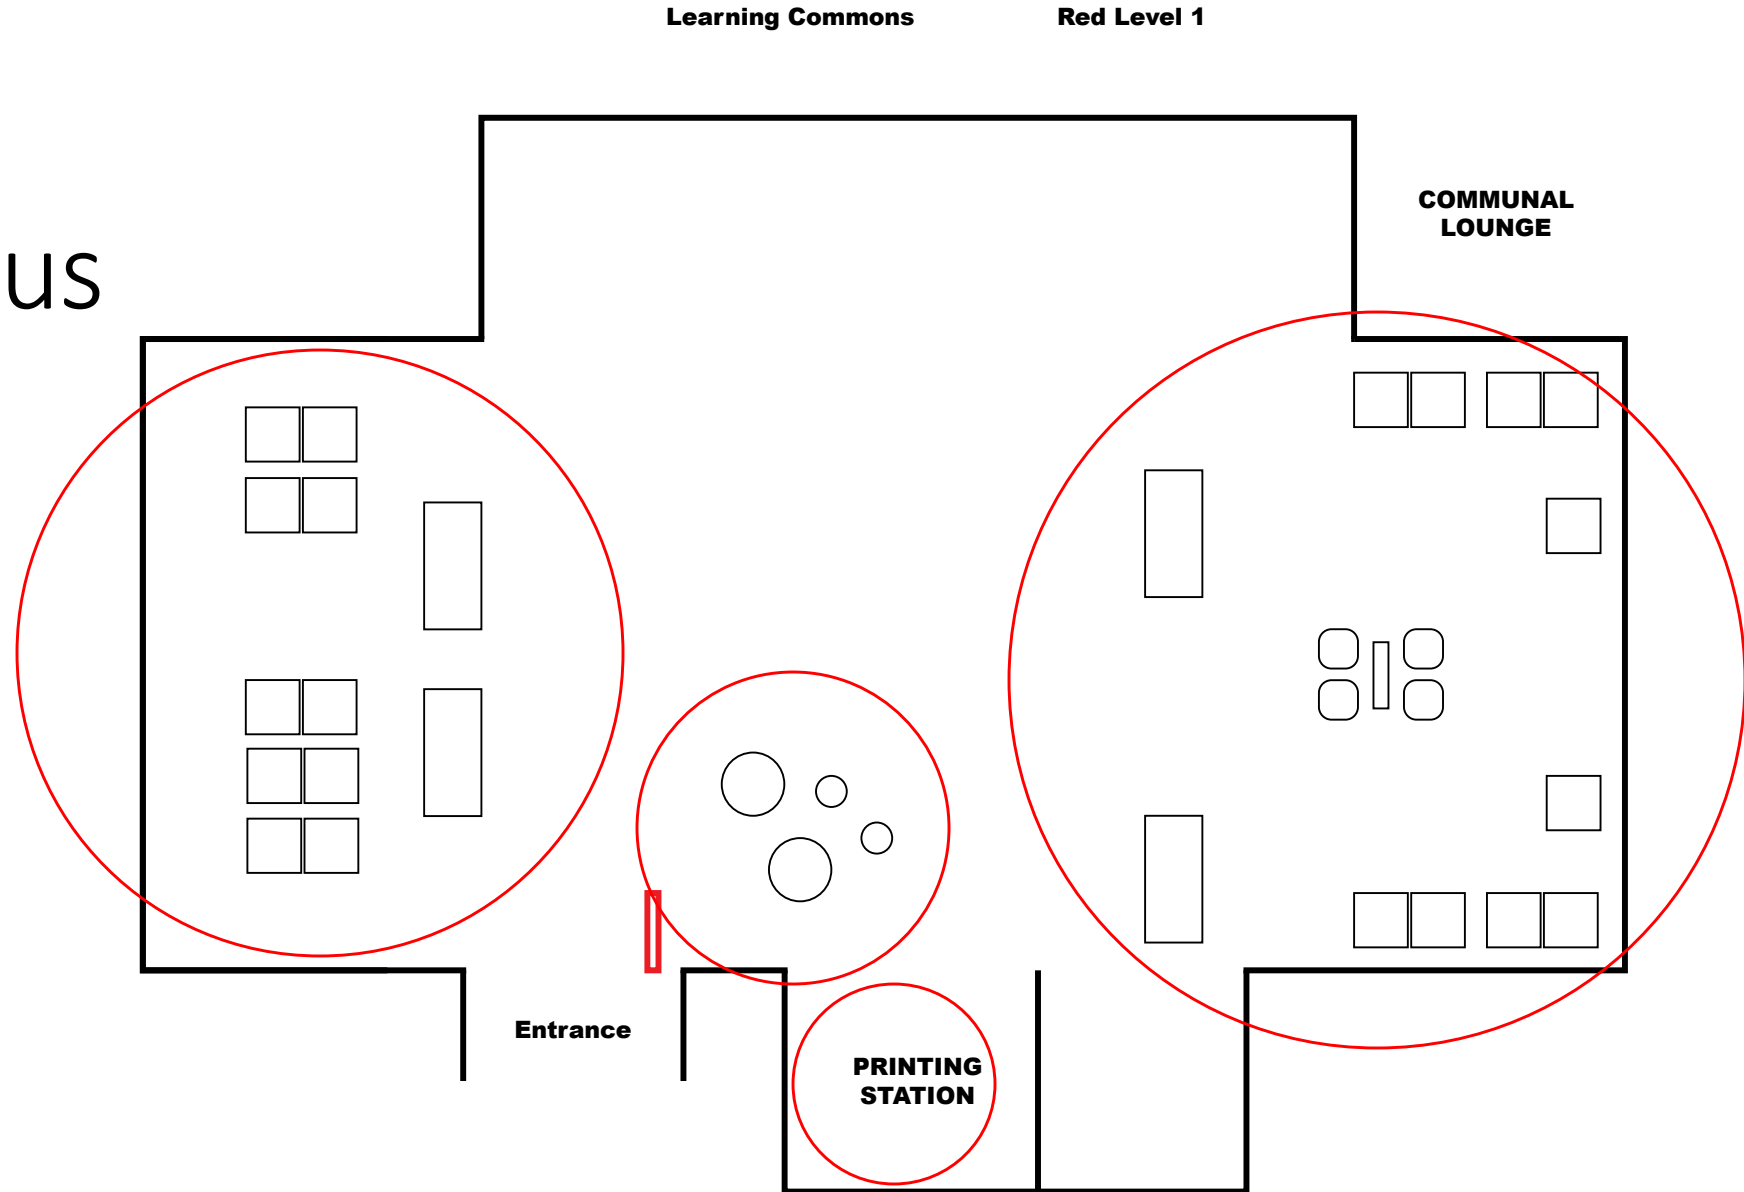 Learning Commons Red Level 1
COMMUNAL
LOUNGE
us
Entrance
PRINTING
STATION